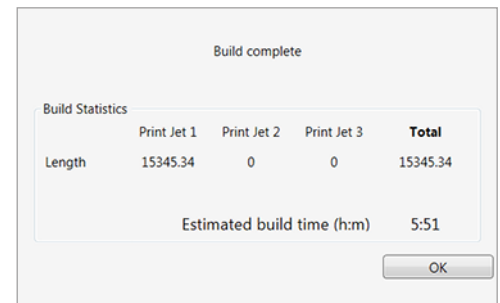 Build complete
Build Statistics
Print Jet 1 Print Jet 2 Print Jet 3 Total
Length 15345.34 0 0 15345.34
Estimated build time (h:m) 5:51
OK